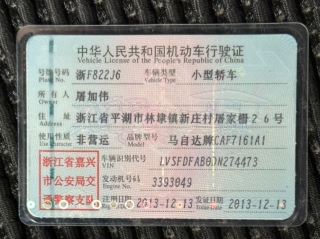 中华人民共和国机动车行驶证
Vehicle License of the People's Republic of China
号牌号码 浙F822J6 车辆类型 小型轿车
Plate No. Vehicle Type
所有人 屠加伟
Owner
住址 浙江省平湖市林埭镇新庄村屠家棚26号
Address
使用性质 非营运 品牌型号 马自达牌CAF7161A1
Use Character Model
浙江省嘉兴 车辆识别代号 LVSFDFAB0DN274473
VIN
市公安局交 发动机号码 3393049
Engine No.
通警察支队 注册日期 2013-12-13 发证日期 2013-12-13